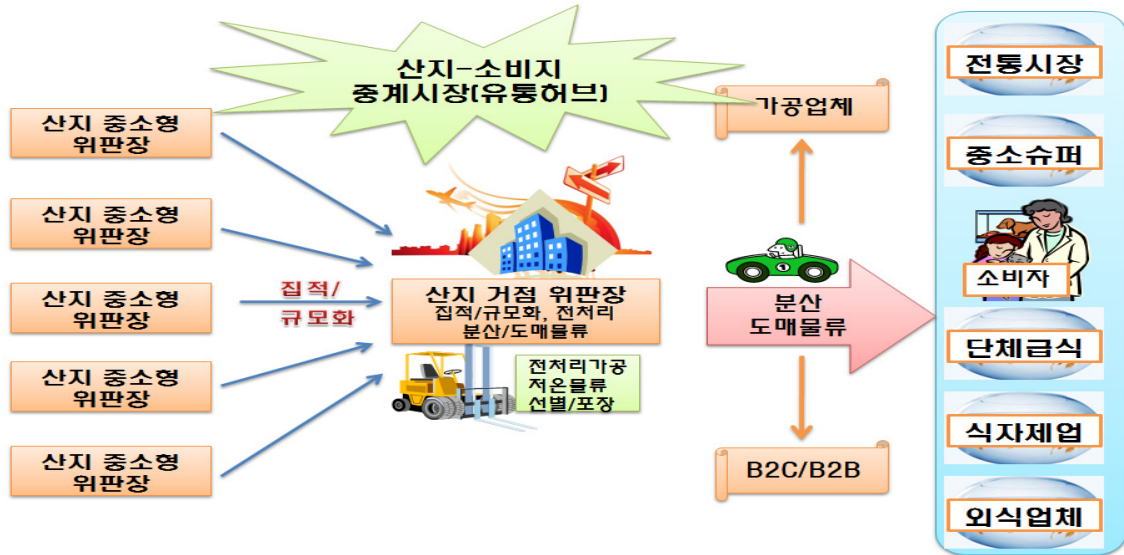 산지-소비지
중계시장(유통허브)
산지 중소형
위판장
산지 중소형
위판장
산지 중소형
위판장
산지 중소형
위판장
산지 중소형
위판장
집적/
규모화
산지 거점 위판장
집적/규모화, 전처리
분산/도매물류
전처리가공
저온물류
선별/포장
가공업체
1
분산
도매물류
B2C/B2B
전통시장
중소슈퍼
소비자
단체급식
식자제업
외식업체